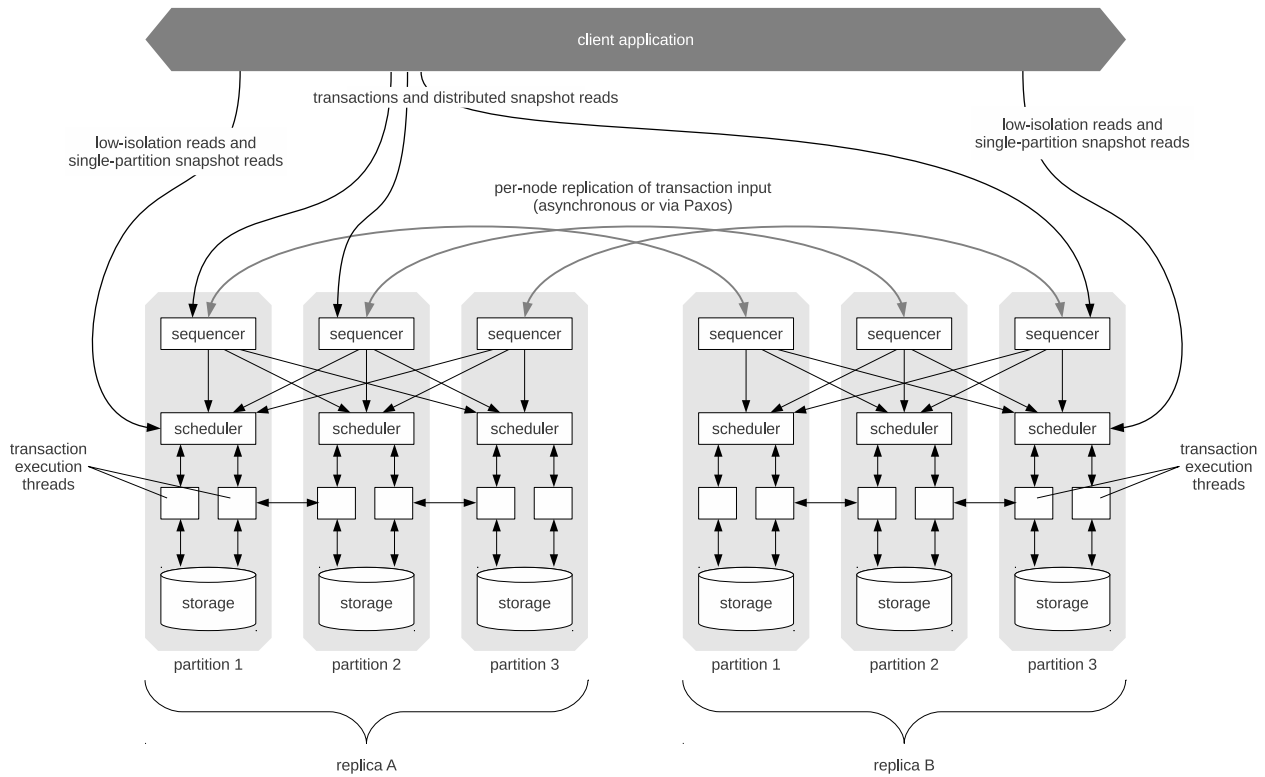 client application
transactions and distributed snapshot reads
low-isolation reads and
single-partition snapshot reads
low-isolation reads and
single-partition snapshot reads
per-node replication of transaction input
(asynchronous or via Paxos)
sequencer
sequencer
sequencer
sequencer
sequencer
sequencer
scheduler
scheduler
scheduler
scheduler
scheduler
scheduler
transaction
execution
threads
transaction
execution
threads
storage
storage
storage
storage
storage
storage
partition 1
partition 2
partition 3
partition 1
partition 2
partition 3
replica A
replica B